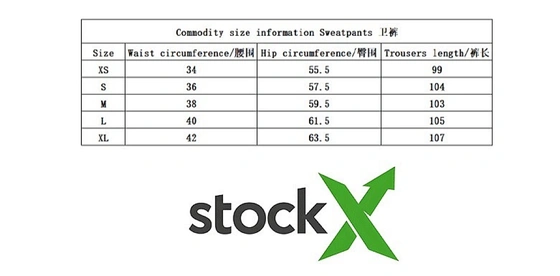 Commodity size information Sweatpants 卫裤
Size Waist circumference/腰围 Hip circumference/臀围 Trousers length/裤长
XS 34 55.5 99
S 36 57.5 104
M 38 59.5 103
L 40 61.5 105
XL 42 63.5 107
stockX